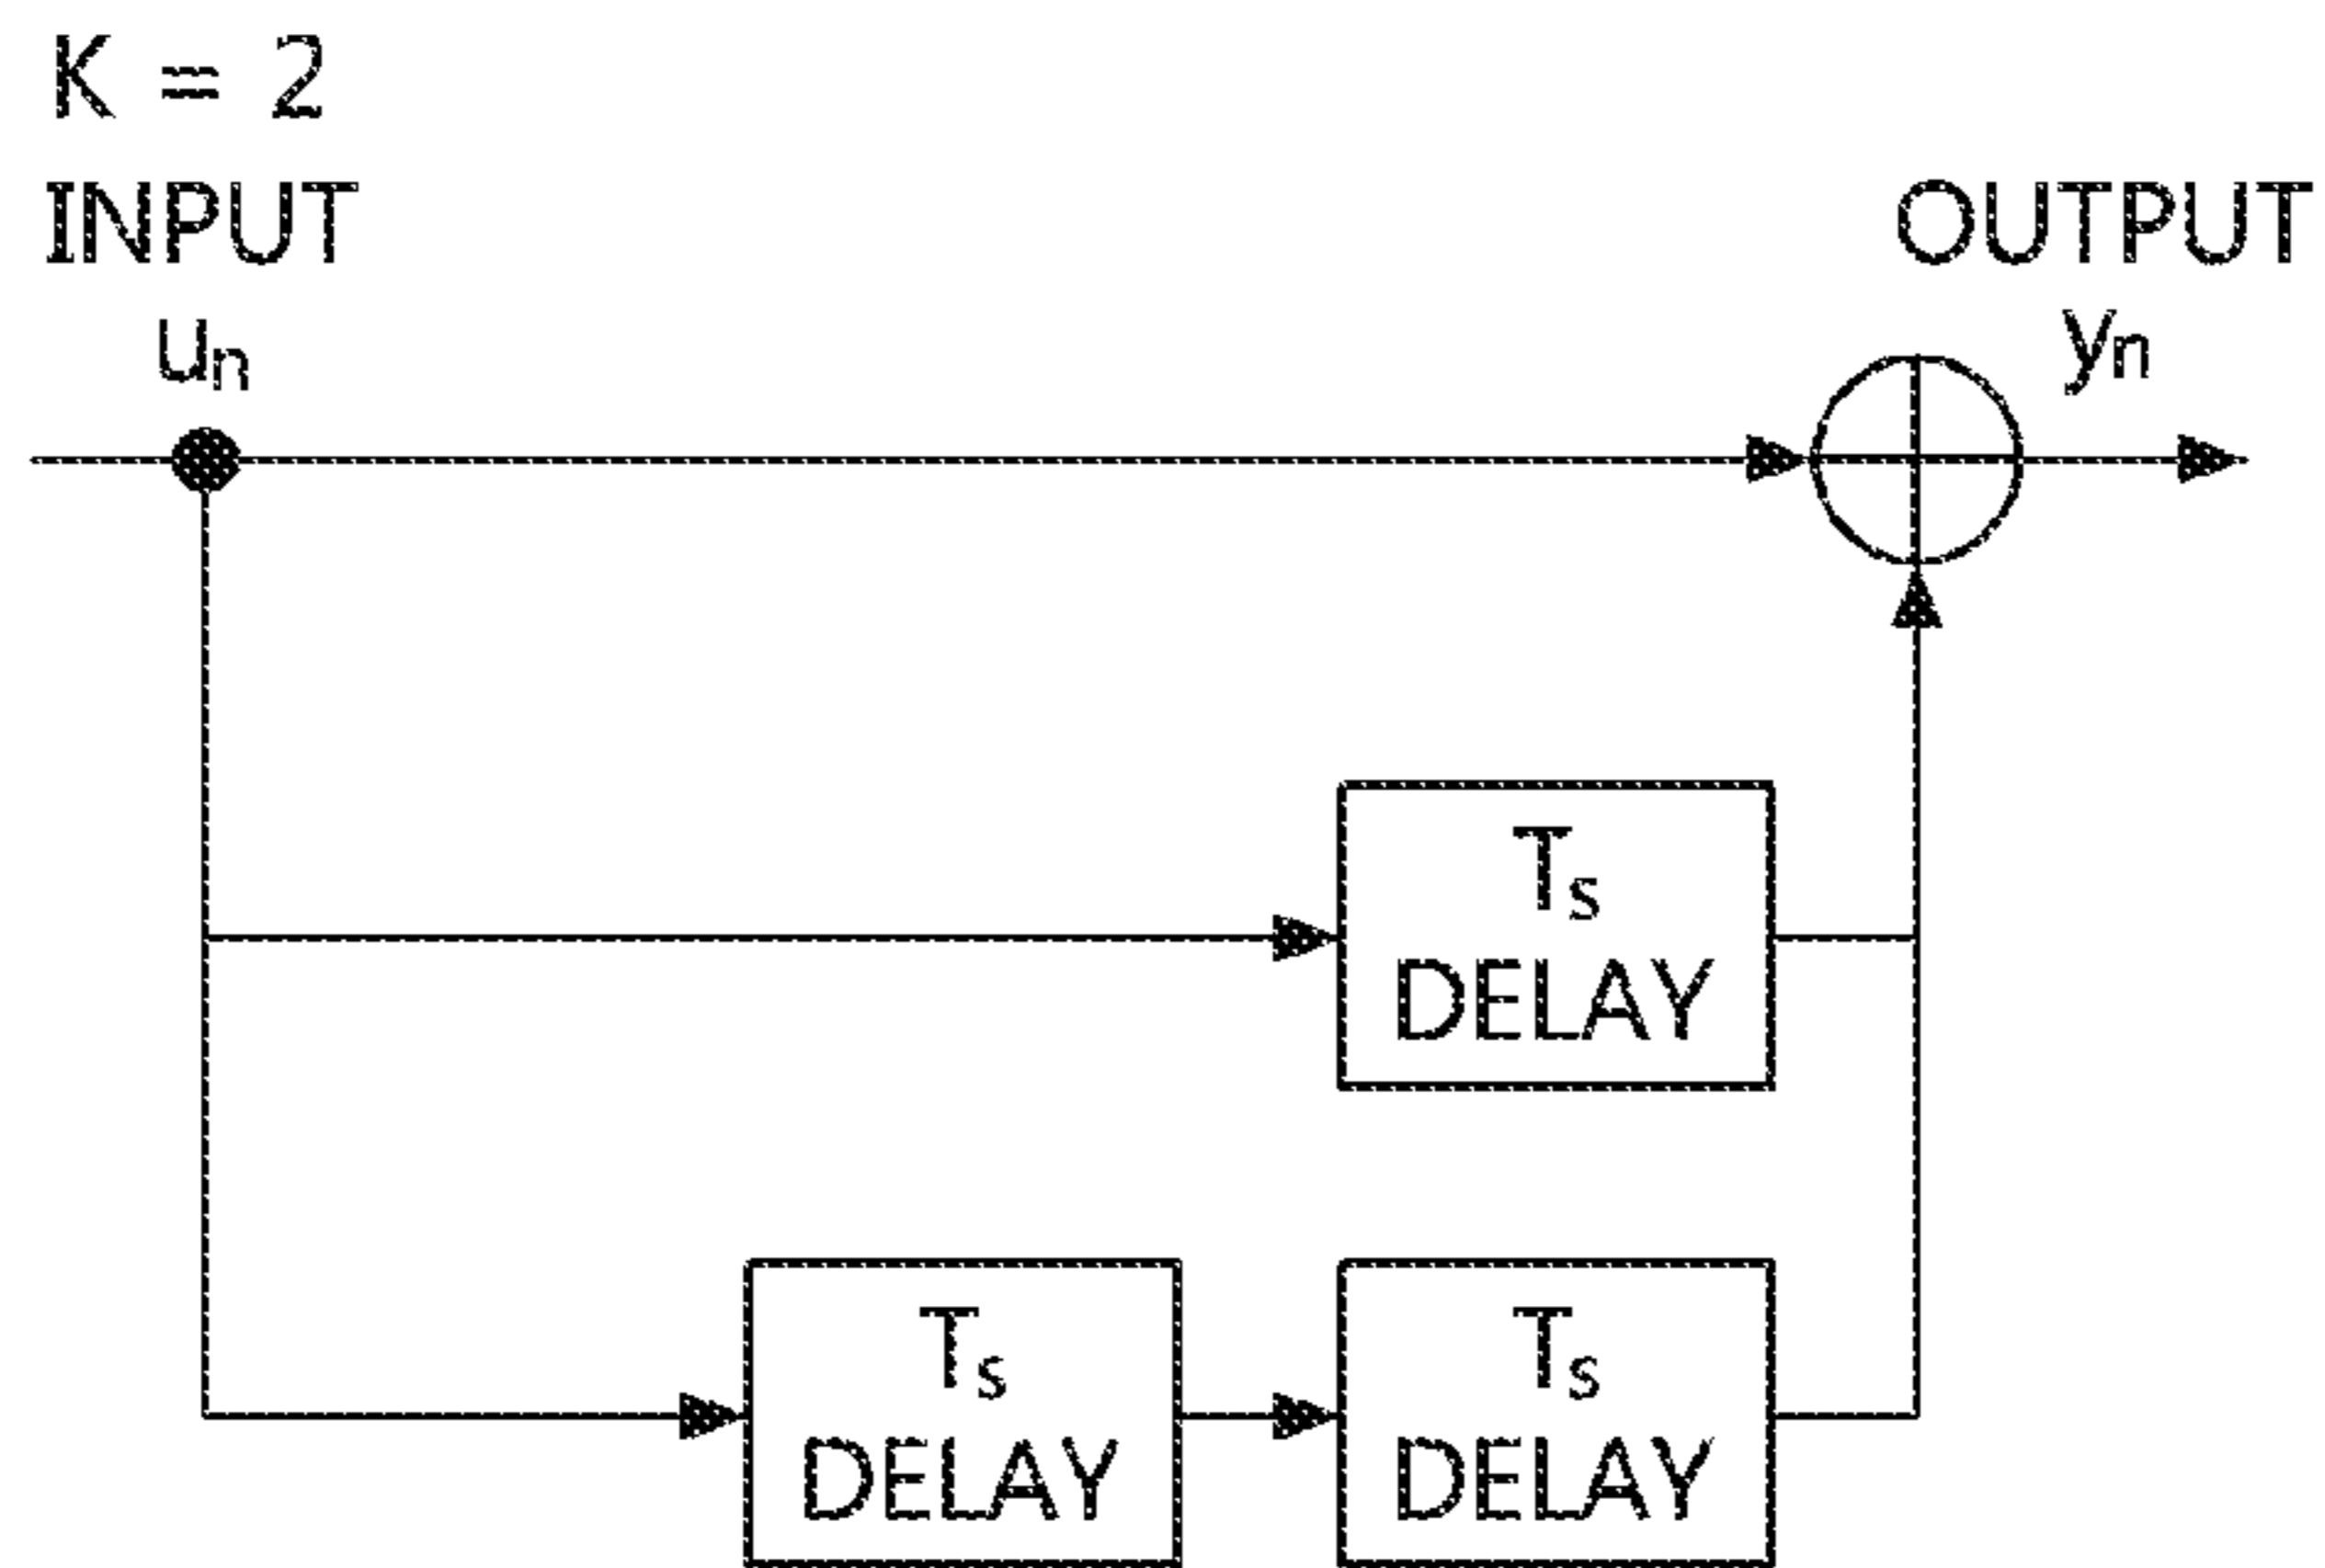 K = 2
INPUT
uₙ
OUTPUT
yₙ
Tₛ
DELAY
Tₛ
DELAY
Tₛ
DELAY